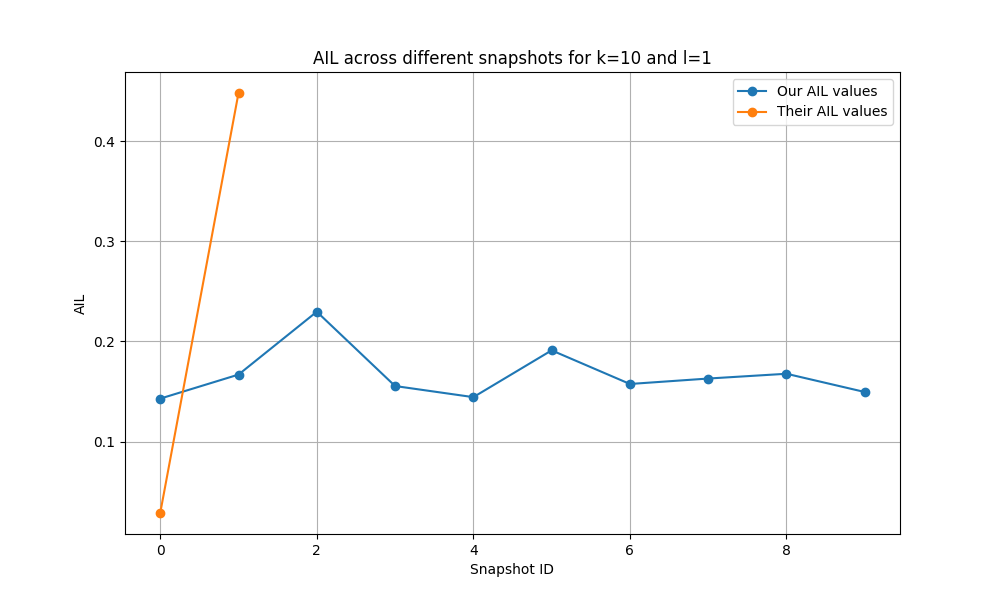 AIL across different snapshots for k=10 and l=1
Our AIL values
Their AIL values
0.4
0.3
0.2
0.1
AIL
0 2 4 6 8
Snapshot ID